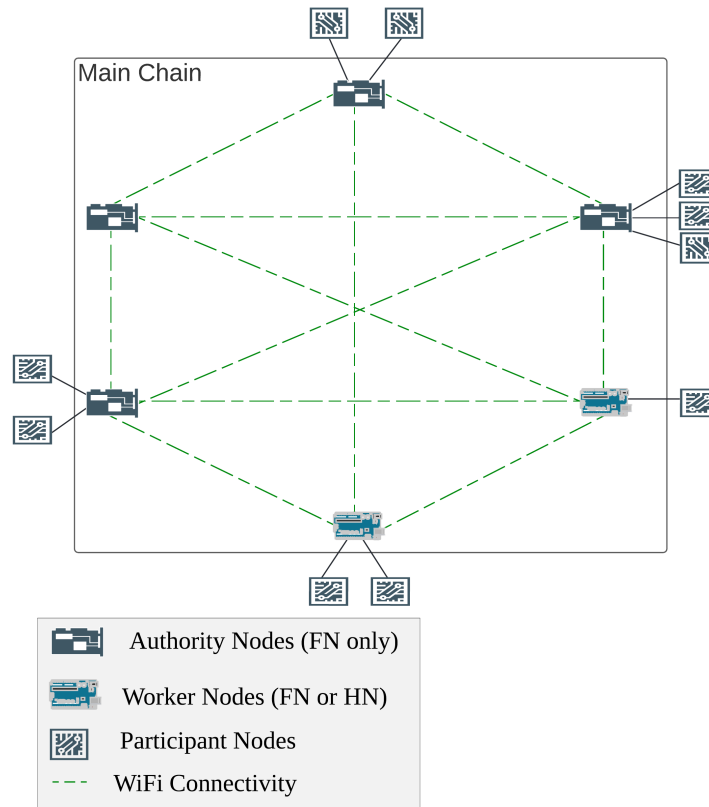 Main Chain
Authority Nodes (FN only)
Worker Nodes (FN or HN)
Participant Nodes
WiFi Connectivity